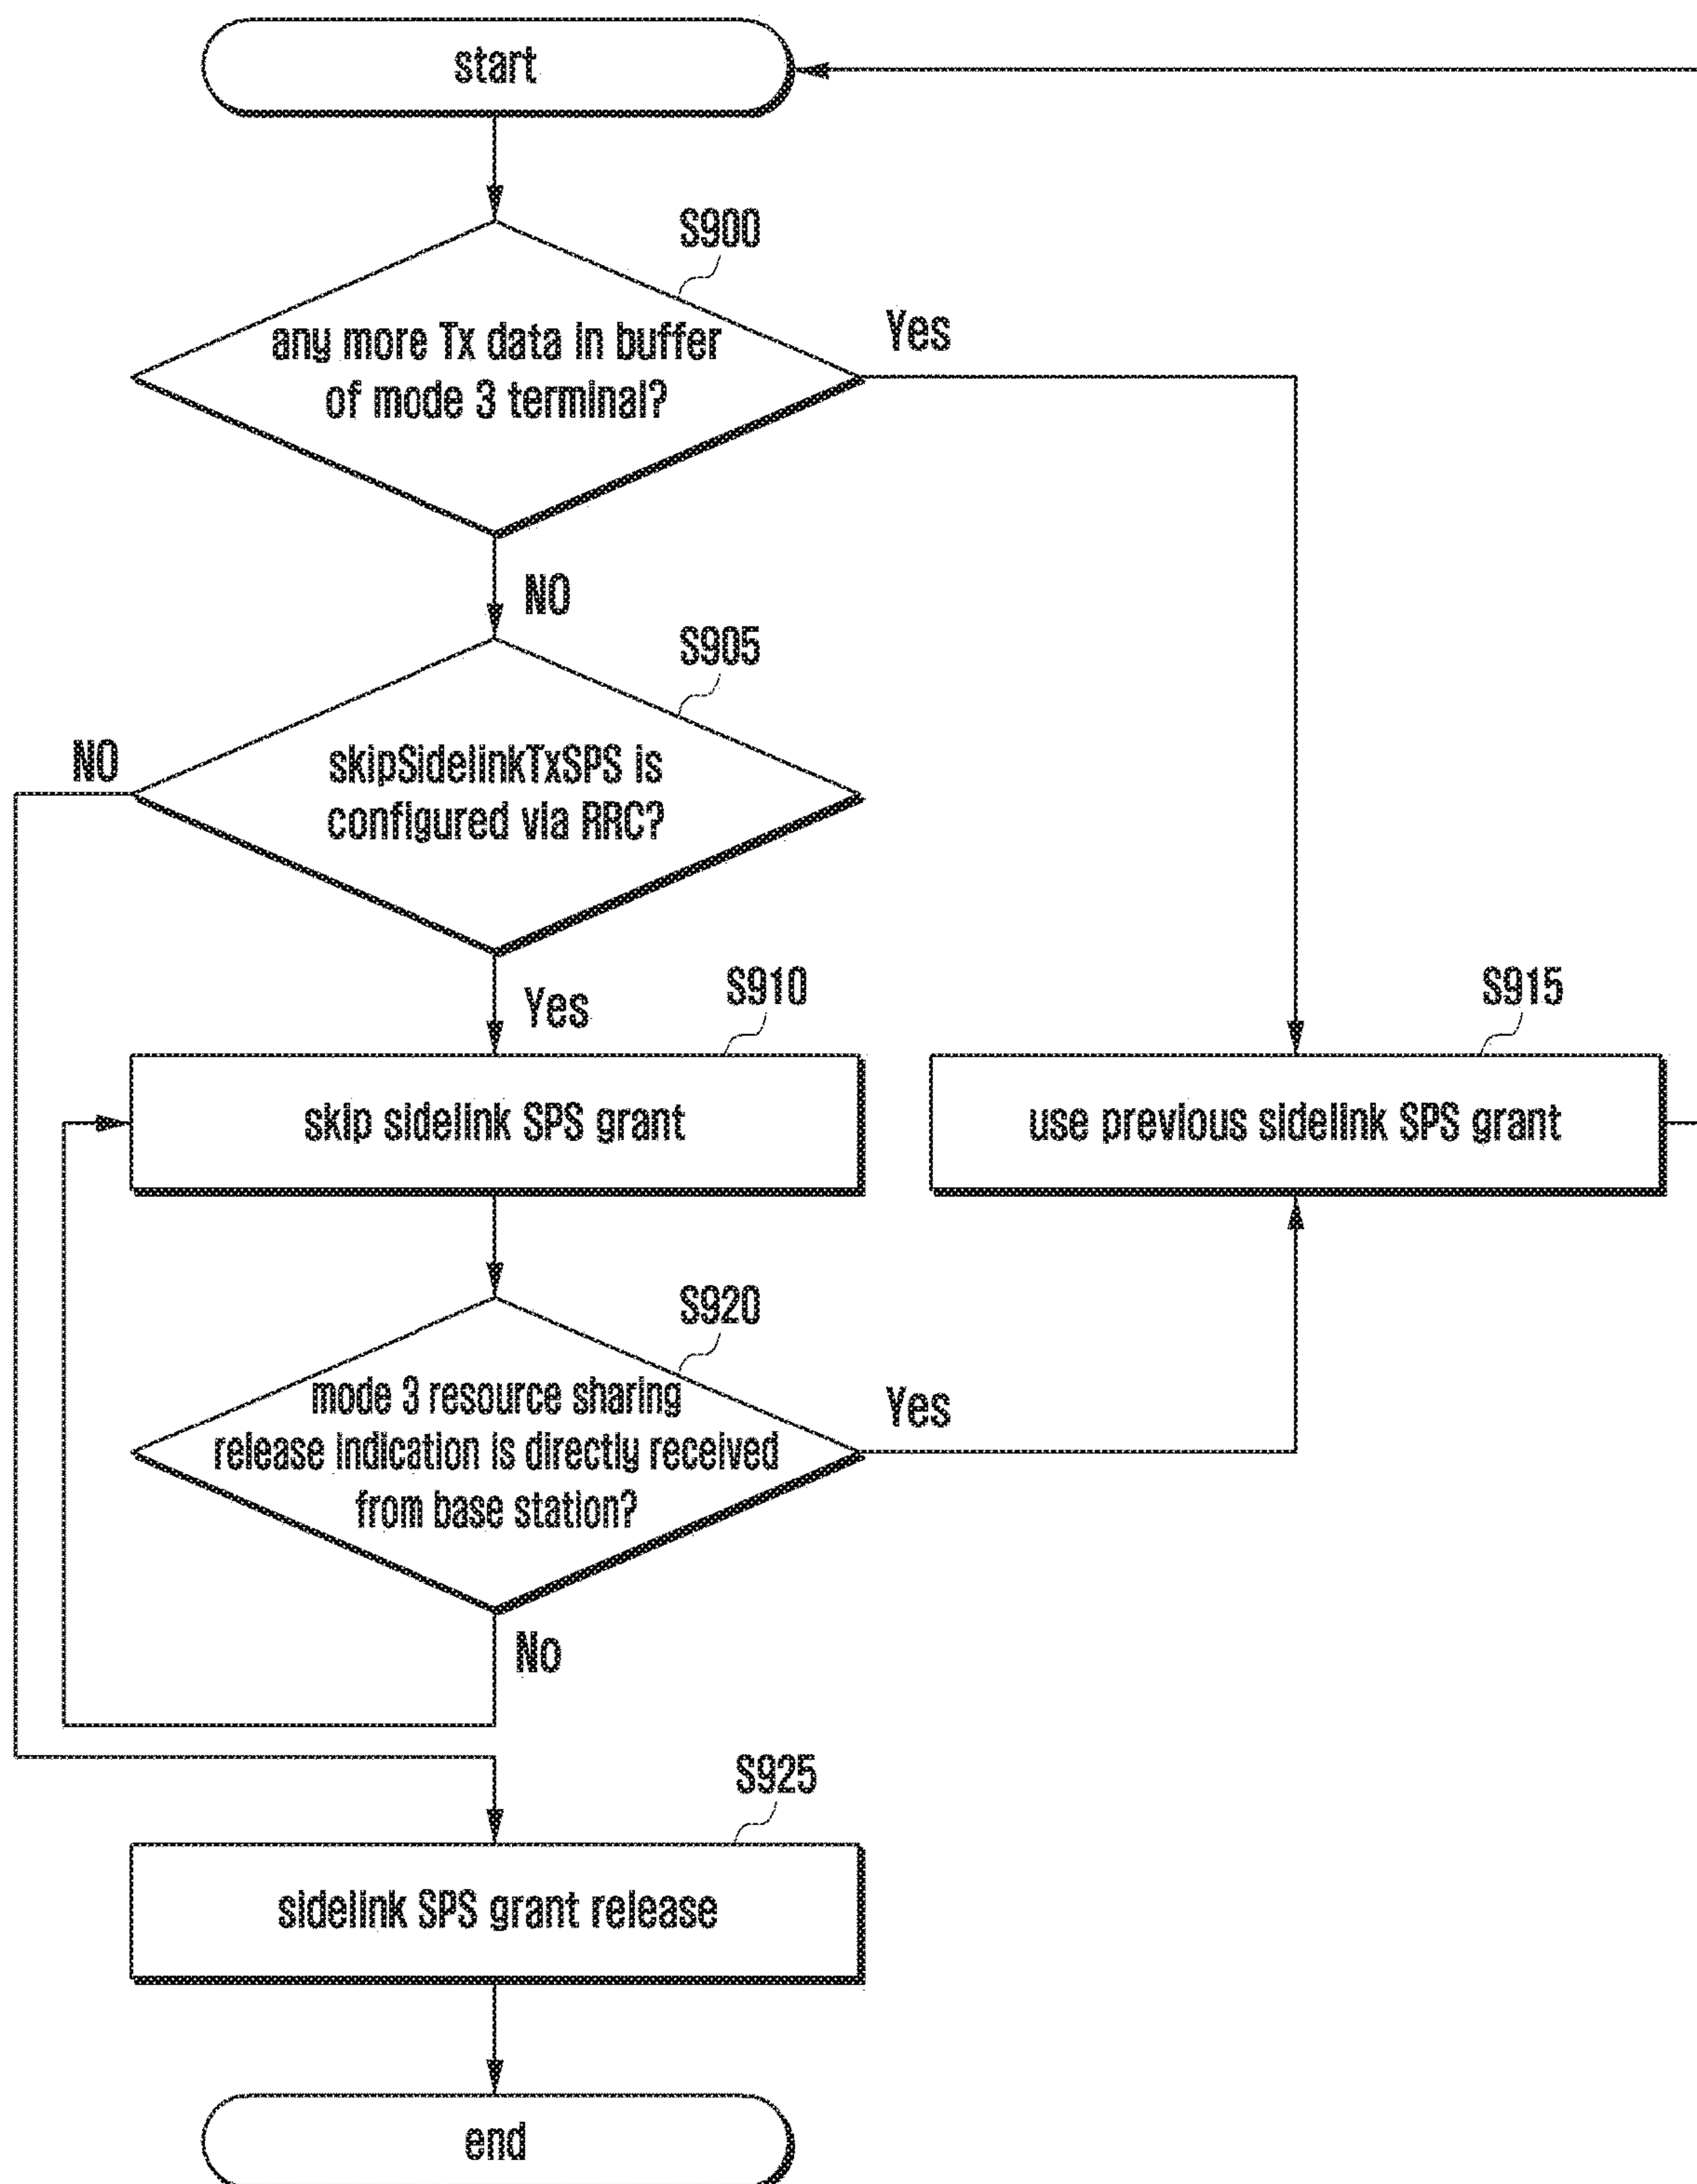 start
S900
any more Tx data in buffer
of mode 3 terminal?
Yes
NO
S905
skipSidelinkTxSPS is
configured via RRC?
NO
Yes
S910
skip sidelink SPS grant
S915
use previous sidelink SPS grant
S920
mode 3 resource sharing
release indication is directly received
from base station?
Yes
No
S925
sidelink SPS grant release
end